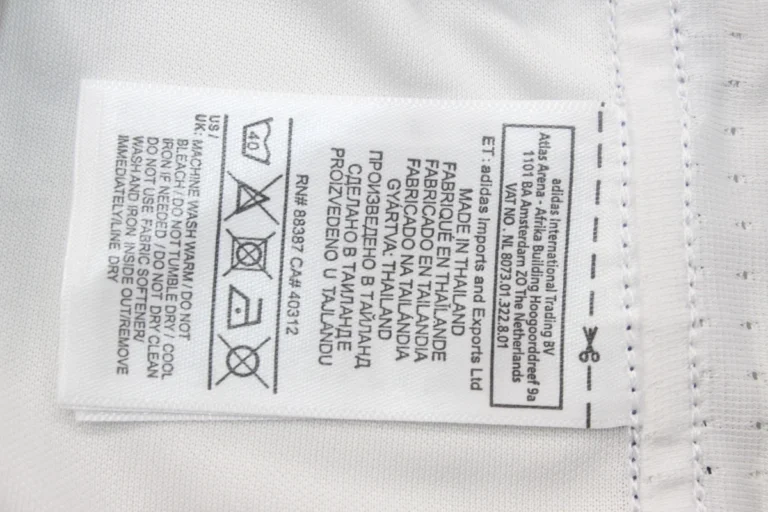 adidas International Trading BV
Atlas Arena - Afrika Building Hoogoorddreef 9a
1101 BA Amsterdam ZO The Netherlands
VAT NO . NL 8073.01.322.8.01
ET : adidas Imports and Exports Ltd
MADE IN THAILAND
FABRIQUÉ EN THAÏLANDE
FABRICADO EN TAILANDIA
FABRICADO NA TAILÂNDIA
GYÁRTVA: THAILAND
ПРОИЗВЕДЕНО В ТАЙЛАНД
СДЕЛАНО В ТАИЛАНДЕ
PROIZVEDENO U TAJLANDU
RN# 88387 CA# 40312
40
US /
UK: MACHINE WASH WARM / DO NOT
BLEACH / DO NOT TUMBLE DRY / COOL
IRON IF NEEDED / DO NOT DRY CLEAN
DO NOT USE FABRIC SOFTENER/
WASH AND IRON INSIDE OUT/REMOVE
IMMEDIATELY/LINE DRY